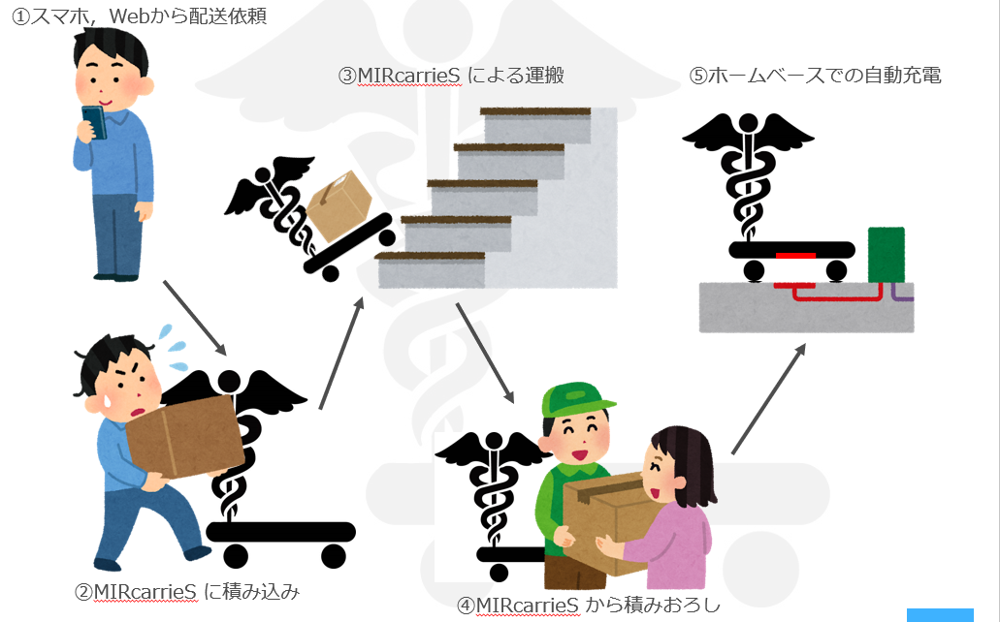 ①スマホ，Webから配送依頼
②MIRcarrieS に積み込み
③MIRcarrieS による運搬
④MIRcarrieS から積みおろし
⑤ホームベースでの自動充電